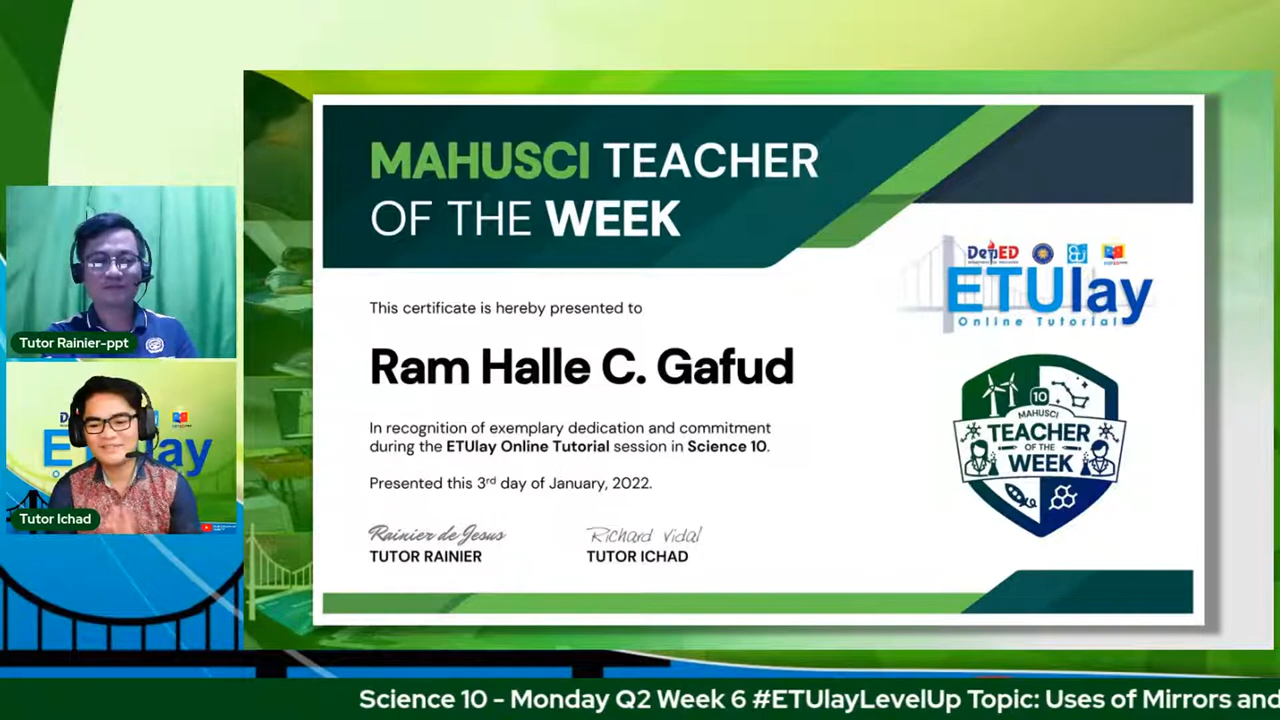 MAHUSCI TEACHER
OF THE WEEK
This certificate is hereby presented to
Ram Halle C. Gafud
In recognition of exemplary dedication and commitment
during the ETUlay Online Tutorial session in Science 10.
Presented this 3rd day of January, 2022.
Rainier de Jesus
TUTOR RAINIER
Richard Vidal
TUTOR ICHAD
DepED
ETUlay
Online Tutorial
10
MAHUSCI
TEACHER
OF THE
WEEK
Tutor Rainier-ppt
ETUlay
Tutor Ichad
Science 10 - Monday Q2 Week 6 #ETUlayLevelUp Topic: Uses of Mirrors and